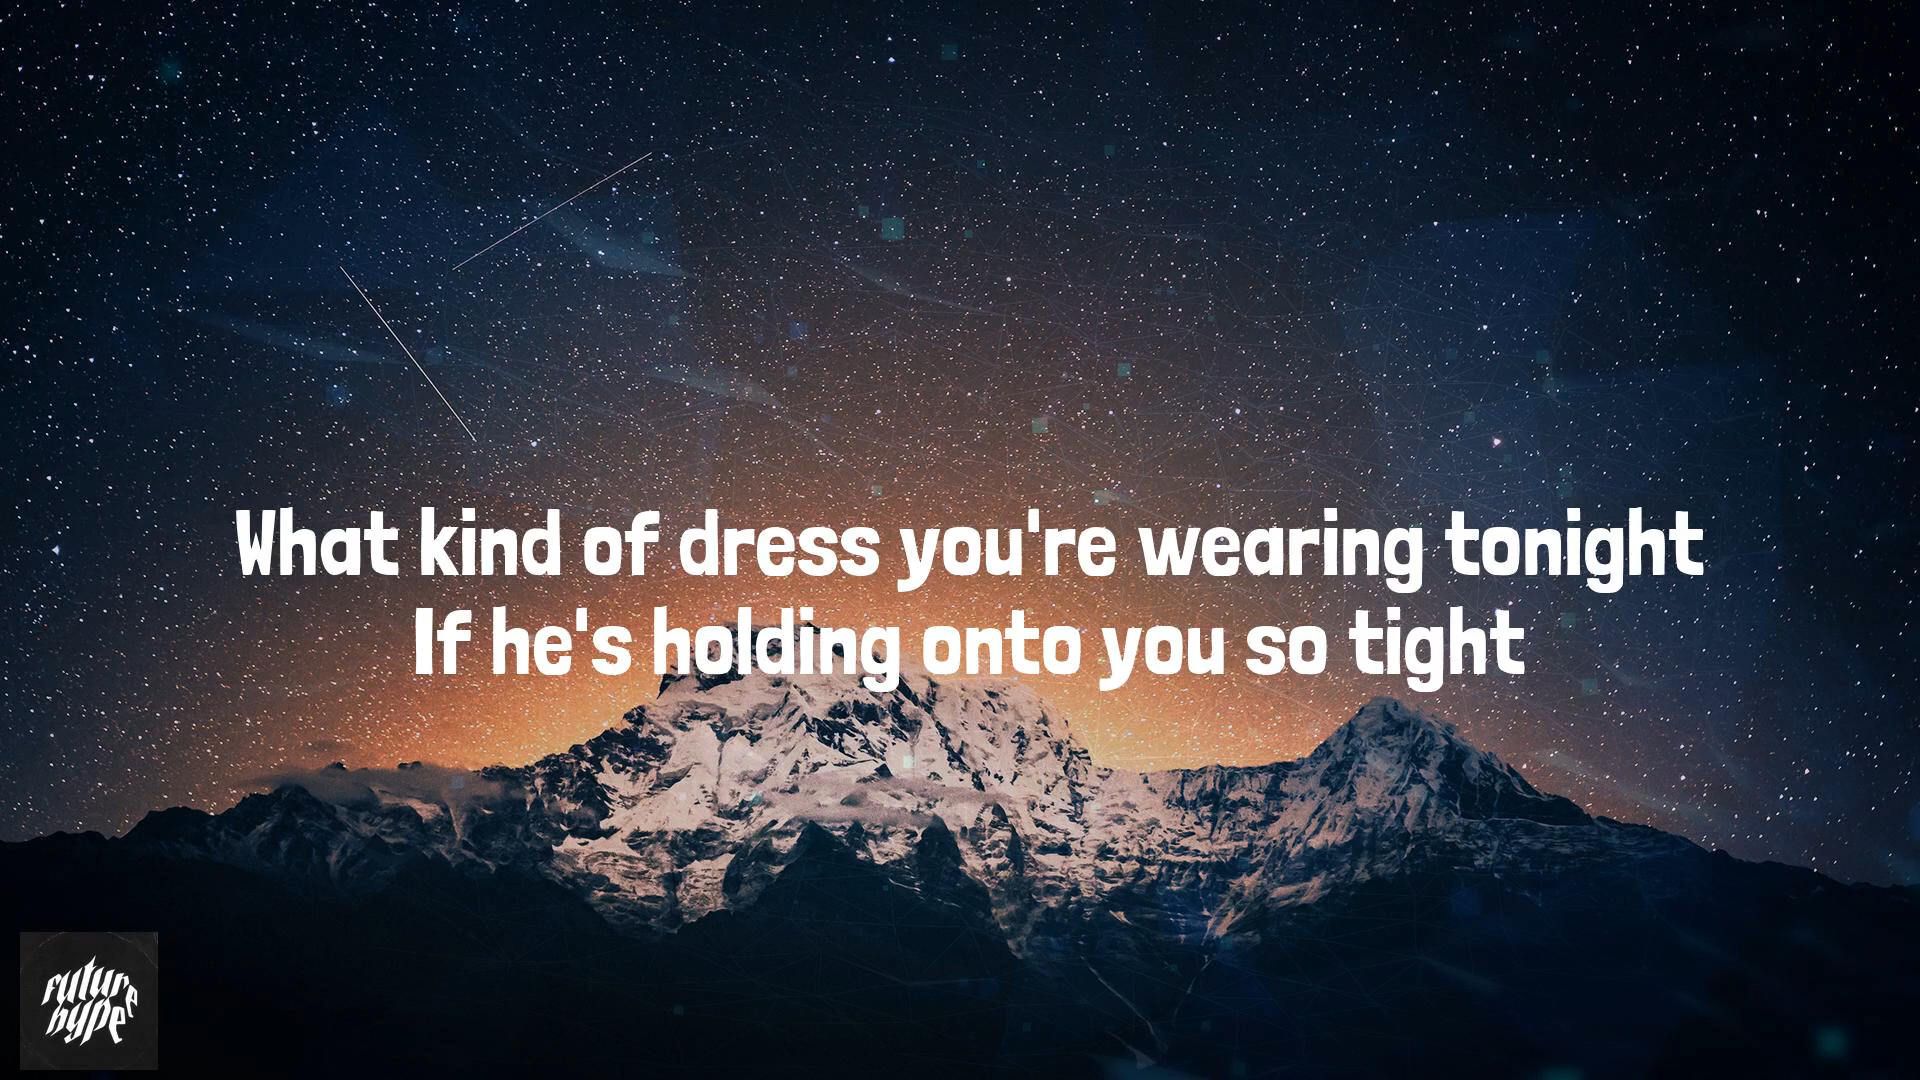 What kind of dress you're wearing tonight
If he's holding onto you so tight
future
hype